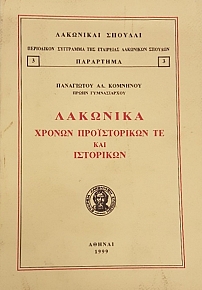 ΛΑΚΩΝΙΚΑΙ ΣΠΟΥΔΑΙ
ΠΕΡΙΟΔΙΚΟΝ ΣΥΓΓΡΑΜΜΑ ΤΗΣ ΕΤΑΙΡΕΙΑΣ ΛΑΚΩΝΙΚΩΝ ΣΠΟΥΔΩΝ
3 ΠΑΡΑΡΤΗΜΑ 3
ΠΑΝΑΓΙΩΤΟΥ ΑΛ. ΚΟΜΝΗΝΟΥ
ΠΡΩΗΝ ΓΥΜΝΑΣΙΑΡΧΟΥ
ΛΑΚΩΝΙΚΑ
ΧΡΟΝΩΝ ΠΡΟΪΣΤΟΡΙΚΩΝ ΤΕ
ΚΑΙ
ΙΣΤΟΡΙΚΩΝ
ΑΘΗΝΑΙ
1999